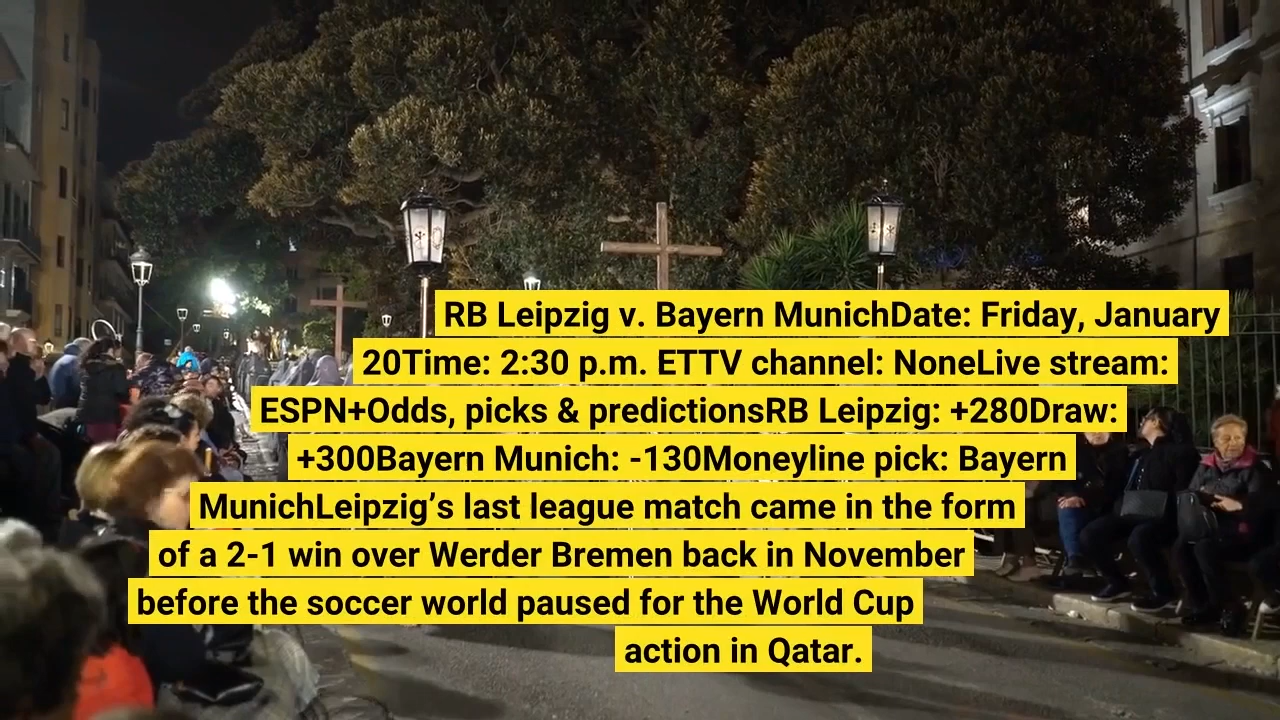 RB Leipzig v. Bayern MunichDate: Friday, January
20Time: 2:30 p.m. ETTV channel: NoneLive stream:
ESPN+Odds, picks & predictionsRB Leipzig: +280Draw:
+300Bayern Munich: -130Moneyline pick: Bayern
MunichLeipzig’s last league match came in the form
of a 2-1 win over Werder Bremen back in November
before the soccer world paused for the World Cup
action in Qatar.